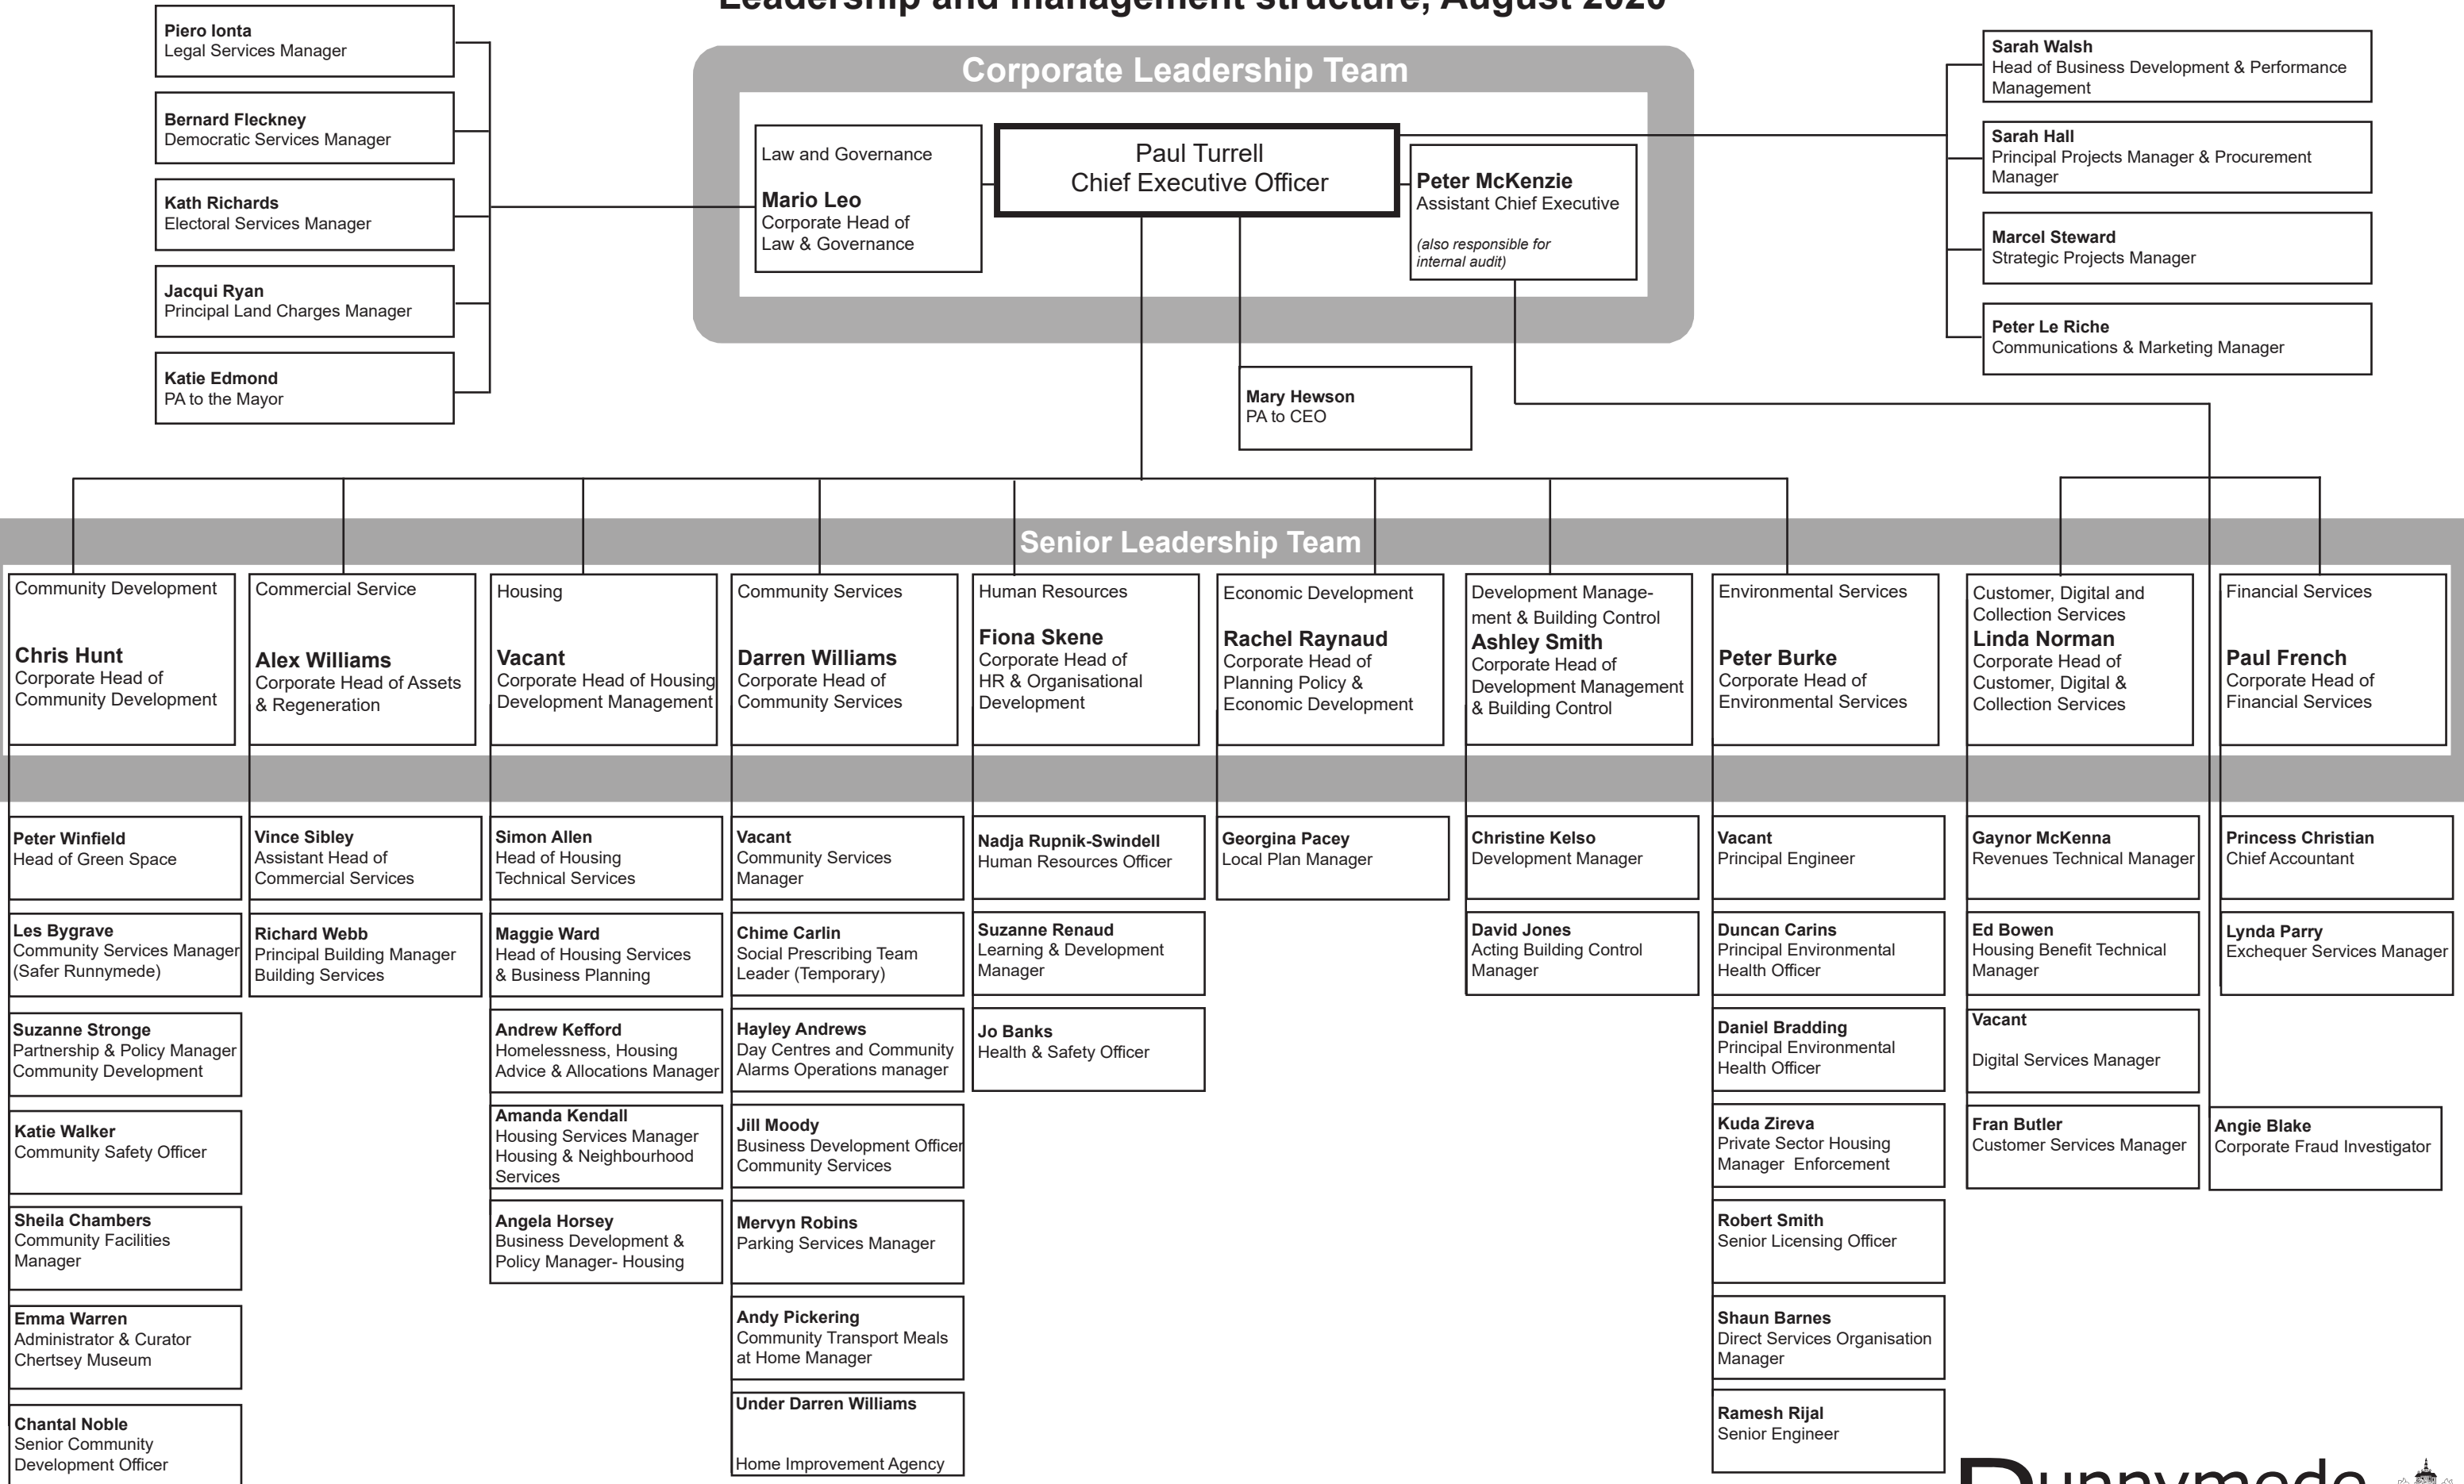 Leadership and management structure, August 2020
Piero Ionta
Legal Services Manager
Bernard Fleckney
Democratic Services Manager
Kath Richards
Electoral Services Manager
Jacqui Ryan
Principal Land Charges Manager
Katie Edmond
PA to the Mayor
Corporate Leadership Team
Law and Governance
Mario Leo
Corporate Head of
Law & Governance
Paul Turrell
Chief Executive Officer
Peter McKenzie
Assistant Chief Executive
(also responsible for
internal audit)
Sarah Walsh
Head of Business Development & Performance
Management
Sarah Hall
Principal Projects Manager & Procurement
Manager
Marcel Steward
Strategic Projects Manager
Peter Le Riche
Communications & Marketing Manager
Mary Hewson
PA to CEO
Senior Leadership Team
Community Development
Chris Hunt
Corporate Head of
Community Development
Commercial Service
Alex Williams
Corporate Head of Assets
& Regeneration
Housing
Vacant
Corporate Head of Housing
Development Management
Community Services
Darren Williams
Corporate Head of
Community Services
Human Resources
Fiona Skene
Corporate Head of
HR & Organisational
Development
Economic Development
Rachel Raynaud
Corporate Head of
Planning Policy &
Economic Development
Development Manage-
ment & Building Control
Ashley Smith
Corporate Head of
Development Management
& Building Control
Environmental Services
Peter Burke
Corporate Head of
Environmental Services
Customer, Digital and
Collection Services
Linda Norman
Corporate Head of
Customer, Digital &
Collection Services
Financial Services
Paul French
Corporate Head of
Financial Services
Peter Winfield
Head of Green Space
Les Bygrave
Community Services Manager
(Safer Runnymede)
Suzanne Stronge
Partnership & Policy Manager
Community Development
Katie Walker
Community Safety Officer
Sheila Chambers
Community Facilities
Manager
Emma Warren
Administrator & Curator
Chertsey Museum
Chantal Noble
Senior Community
Development Officer
Vince Sibley
Assistant Head of
Commercial Services
Richard Webb
Principal Building Manager
Building Services
Simon Allen
Head of Housing
Technical Services
Maggie Ward
Head of Housing Services
& Business Planning
Andrew Kefford
Homelessness, Housing
Advice & Allocations Manager
Amanda Kendall
Housing Services Manager
Housing & Neighbourhood
Services
Angela Horsey
Business Development &
Policy Manager- Housing
Vacant
Community Services
Manager
Chime Carlin
Social Prescribing Team
Leader (Temporary)
Hayley Andrews
Day Centres and Community
Alarms Operations manager
Jill Moody
Business Development Officer
Community Services
Mervyn Robins
Parking Services Manager
Andy Pickering
Community Transport Meals
at Home Manager
Under Darren Williams
Home Improvement Agency
Nadja Rupnik-Swindell
Human Resources Officer
Suzanne Renaud
Learning & Development
Manager
Jo Banks
Health & Safety Officer
Georgina Pacey
Local Plan Manager
Christine Kelso
Development Manager
David Jones
Acting Building Control
Manager
Vacant
Principal Engineer
Duncan Carins
Principal Environmental
Health Officer
Daniel Bradding
Principal Environmental
Health Officer
Kuda Zireva
Private Sector Housing
Manager  Enforcement
Robert Smith
Senior Licensing Officer
Shaun Barnes
Direct Services Organisation
Manager
Ramesh Rijal
Senior Engineer
Gaynor McKenna
Revenues Technical Manager
Ed Bowen
Housing Benefit Technical
Manager
Vacant
Digital Services Manager
Fran Butler
Customer Services Manager
Princess Christian
Chief Accountant
Lynda Parry
Exchequer Services Manager
Angie Blake
Corporate Fraud Investigator
Runnymede